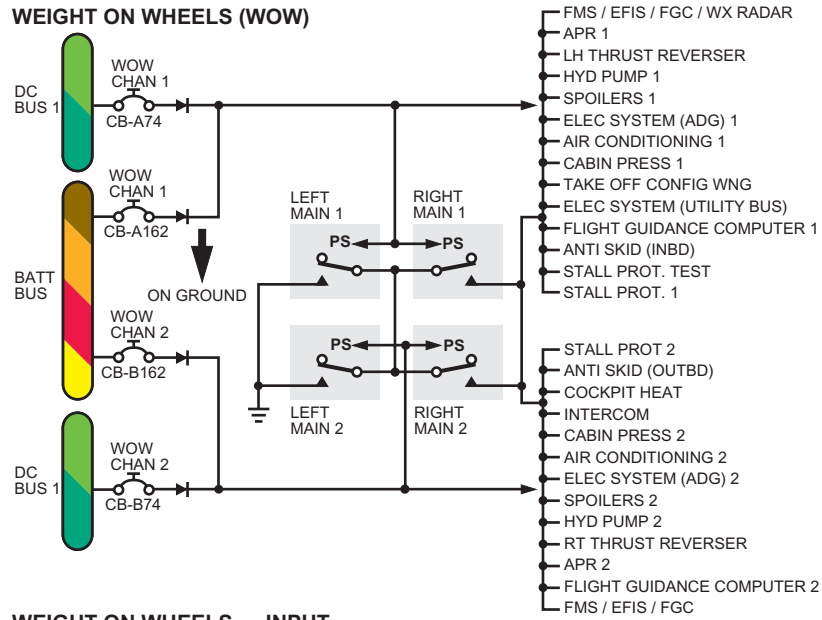 WEIGHT ON WHEELS (WOW)
DC
BUS 1
WOW
CHAN 1
CB-A74
WOW
CHAN 1
CB-A162
BATT
BUS
ON GROUND
WOW
CHAN 2
CB-B162
DC
BUS 1
WOW
CHAN 2
CB-B74
LEFT
MAIN 1
RIGHT
MAIN 1
PS
PS
PS
PS
LEFT
MAIN 2
RIGHT
MAIN 2
FMS / EFIS / FGC / WX RADAR
APR 1
LH THRUST REVERSER
HYD PUMP 1
SPOILERS 1
ELEC SYSTEM (ADG) 1
AIR CONDITIONING 1
CABIN PRESS 1
TAKE OFF CONFIG WNG
ELEC SYSTEM (UTILITY BUS)
FLIGHT GUIDANCE COMPUTER 1
ANTI SKID (INBD)
STALL PROT. TEST
STALL PROT. 1
STALL PROT 2
ANTI SKID (OUTBD)
COCKPIT HEAT
INTERCOM
CABIN PRESS 2
AIR CONDITIONING 2
ELEC SYSTEM (ADG) 2
SPOILERS 2
HYD PUMP 2
RT THRUST REVERSER
APR 2
FLIGHT GUIDANCE COMPUTER 2
FMS / EFIS / FGC
WEIGHT ON WHEELS — INPUT